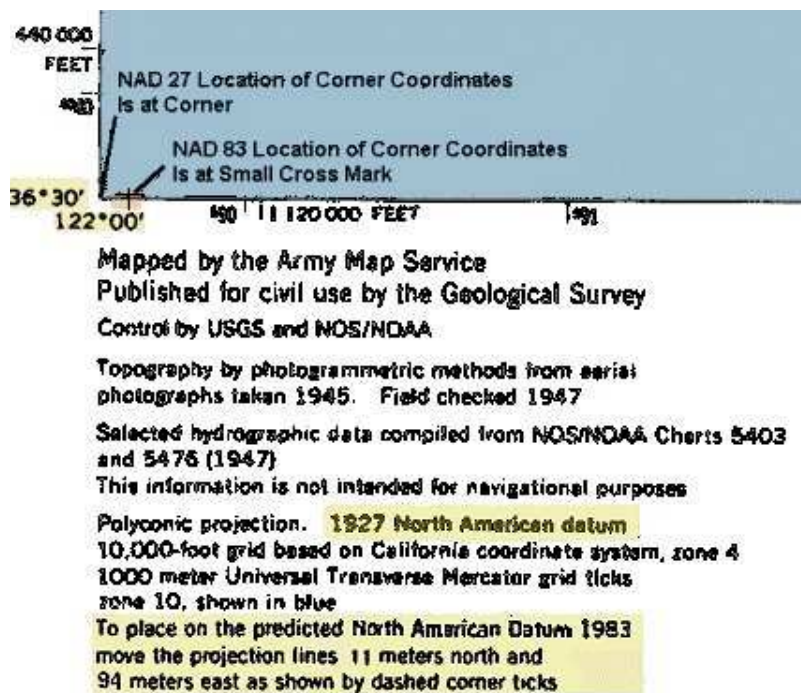 440 000
FEET
NAD 27 Location of Corner Coordinates
Is at Corner
NAD 83 Location of Corner Coordinates
Is at Small Cross Mark
36°30'
122°00'
11 120 000 FEET
Mapped by the Army Map Service
Published for civil use by the Geological Survey
Control by USGS and NOS/NOAA
Topography by photogrammetric methods from aerial
photographs taken 1945. Field checked 1947
Selected hydrographic data compiled from NOS/NOAA Charts 5403
and 5476 (1947)
This information is not intended for navigational purposes
Polyconic projection. 1927 North American datum
10,000-foot grid based on California coordinate system, zone 4
1000 meter Universal Transverse Mercator grid ticks
zone 10, shown in blue
To place on the predicted North American Datum 1983
move the projection lines 11 meters north and
94 meters east as shown by dashed corner ticks